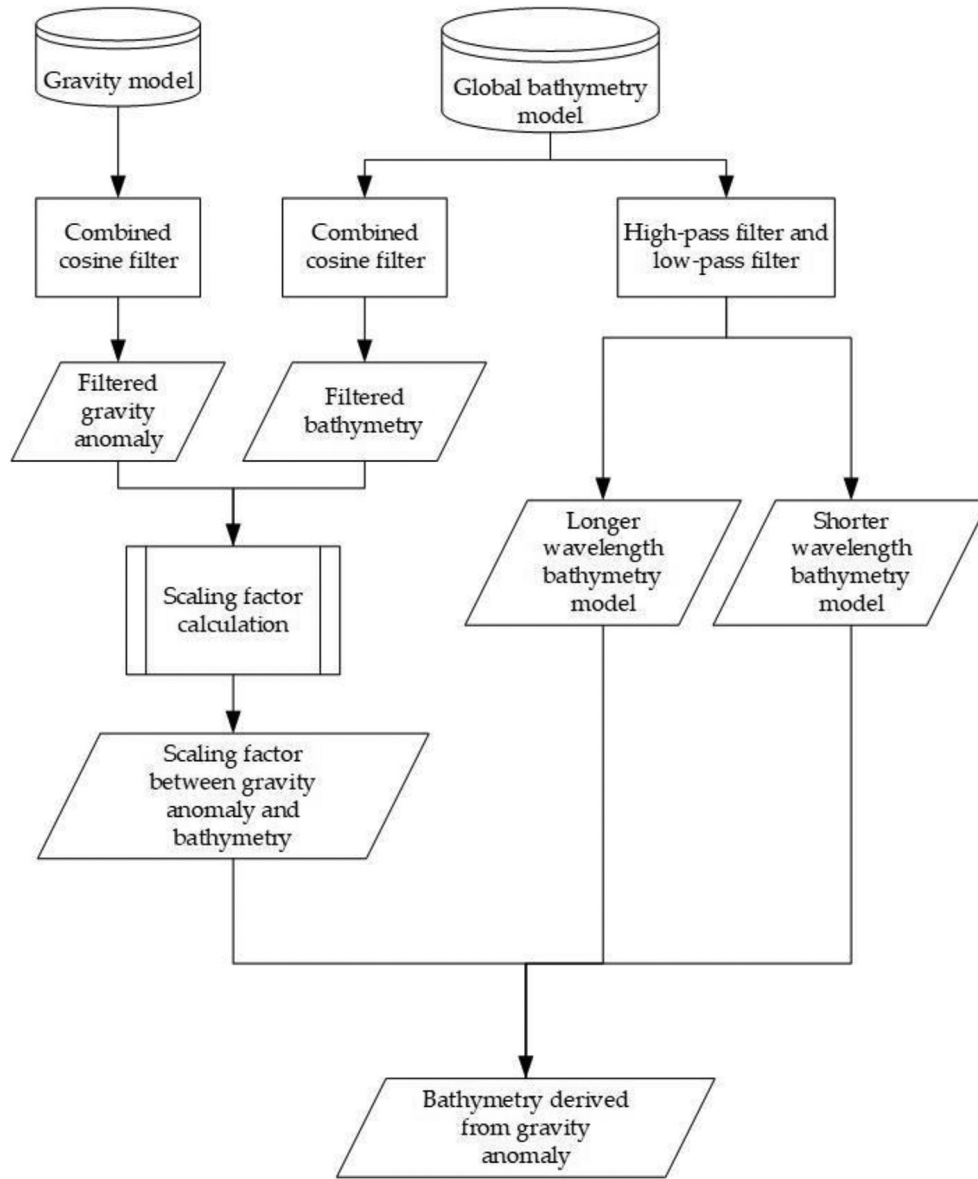 Gravity model
Global bathymetry
model
Combined
cosine filter
Combined
cosine filter
High-pass filter and
low-pass filter
Filtered
gravity
anomaly
Filtered
bathymetry
Longer
wavelength
bathymetry
model
Shorter
wavelength
bathymetry
model
Scaling factor
calculation
Scaling factor
between gravity
anomaly and
bathymetry
Bathymetry derived
from gravity
anomaly